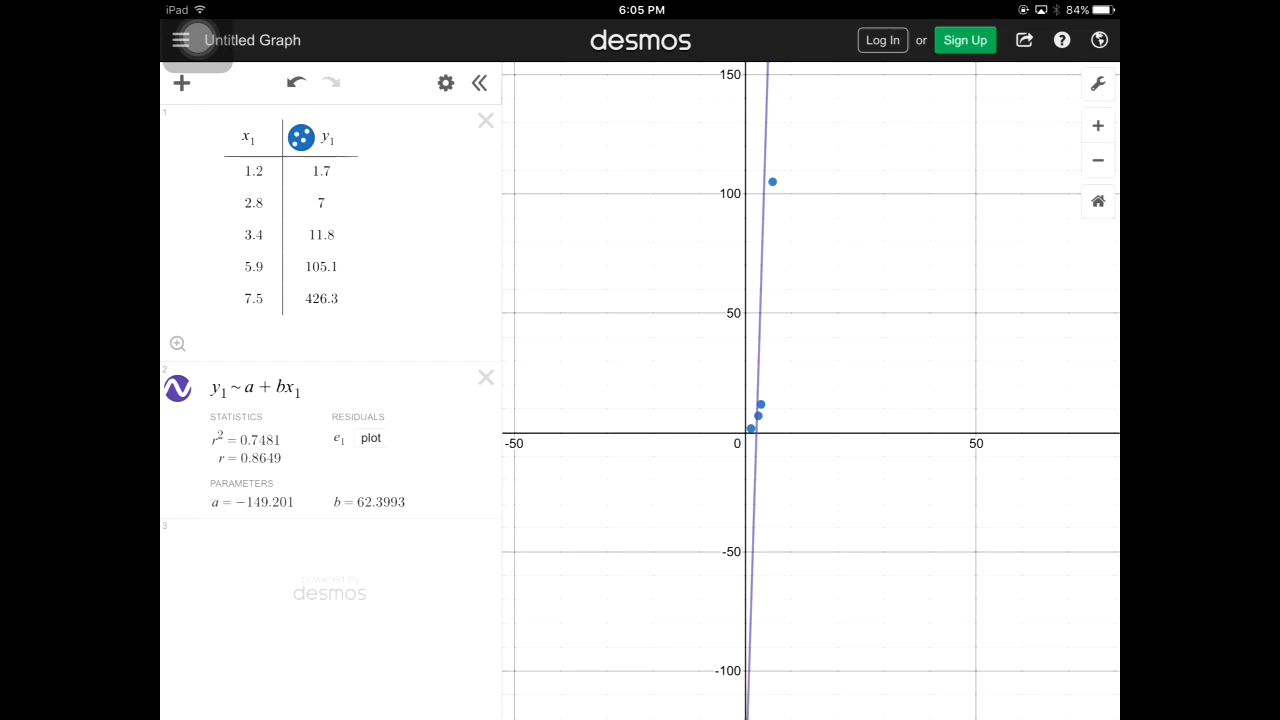 iPad 6:05 PM 84%
Untitled Graph desmos Log In or Sign Up
1
x₁ y₁
1.2 1.7
2.8 7
3.4 11.8
5.9 105.1
7.5 426.3
2
y₁ ~ a + bx₁
STATISTICS RESIDUALS
r² = 0.7481 e₁ plot
r = 0.8649
PARAMETERS
a = −149.201 b = 62.3993
3
powered by
desmos
150
100
50
-50 0 50
-50
-100